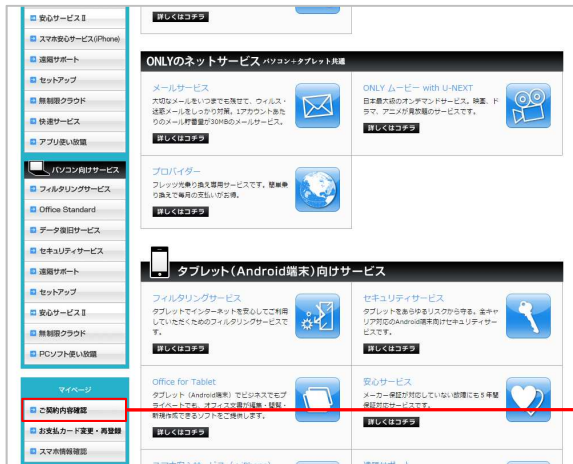 安心サービスⅡ
スマホ安心サービス(iPhone)
遠隔サポート
セットアップ
無制限クラウド
快速サービス
アプリ使い放題
パソコン向けサービス
フィルタリングサービス
Office Standard
データ復旧サービス
セキュリティサービス
遠隔サポート
セットアップ
安心サービスⅡ
無制限クラウド
PCソフト使い放題
マイページ
ご契約内容確認
お支払カード変更・再登録
スマホ情報確認
詳しくはコチラ
ONLYのネットサービス パソコン+タブレット共通
メールサービス
大切なメールをいつまでも残せて、ウィルス・
迷惑メールをしっかり対策。1アカウントあた
りのメール貯蓄量が30MBのメールサービス。
詳しくはコチラ
ONLY ムービー with U-NEXT
日本最大級のオンデマンドサービス。映画、ド
ラマ、アニメが見放題のサービスです。
詳しくはコチラ
プロバイダー
フレッツ光乗り換え専用サービスです。簡単乗
り換えで毎月の支払いがお得。
詳しくはコチラ
タブレット(Android端末)向けサービス
フィルタリングサービス
タブレットでインターネットを安心してご利用
していただくためのフィルタリングサービスで
す。
詳しくはコチラ
セキュリティサービス
タブレットをあらゆるリスクから守る、全キャ
リア対応のAndroid端末向けセキュリティサー
ビスです。
詳しくはコチラ
Office for Tablet
タブレット(Android端末)でビジネスでもプ
ライベートでも、オフィス文書が編集・閲覧・
新規作成できるソフトをご提供します。
詳しくはコチラ
安心サービス
メーカー保証が対応していない故障にも5年間
保証対応サービスです。
詳しくはコチラ